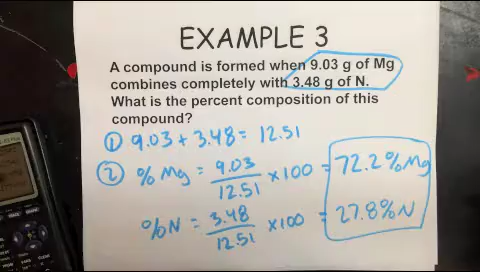 EXAMPLE 3
A compound is formed when 9.03 g of Mg
combines completely with 3.48 g of N.
What is the percent composition of this
compound?
① 9.03 + 3.48 = 12.51
② % Mg = 9.03/12.51 × 100 = 72.2% Mg
% N = 3.48/12.51 × 100 = 27.8% N